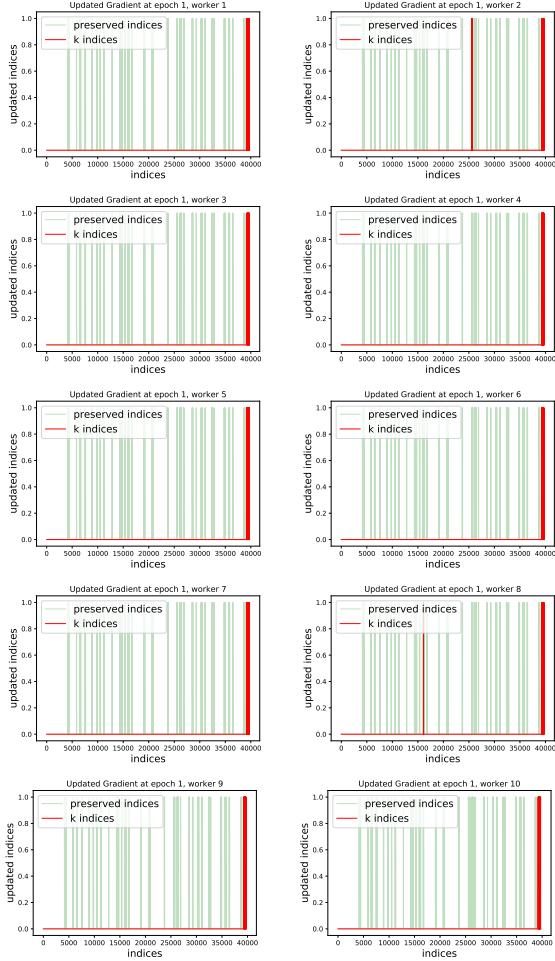 Updated Gradient at epoch 1, worker 1
preserved indices
k indices
updated indices
1.0
0.8
0.6
0.4
0.2
0.0
0 5000 10000 15000 20000 25000 30000 35000 40000
indices
Updated Gradient at epoch 1, worker 2
preserved indices
k indices
updated indices
1.0
0.8
0.6
0.4
0.2
0.0
0 5000 10000 15000 20000 25000 30000 35000 40000
indices
Updated Gradient at epoch 1, worker 3
preserved indices
k indices
updated indices
1.0
0.8
0.6
0.4
0.2
0.0
0 5000 10000 15000 20000 25000 30000 35000 40000
indices
Updated Gradient at epoch 1, worker 4
preserved indices
k indices
updated indices
1.0
0.8
0.6
0.4
0.2
0.0
0 5000 10000 15000 20000 25000 30000 35000 40000
indices
Updated Gradient at epoch 1, worker 5
preserved indices
k indices
updated indices
1.0
0.8
0.6
0.4
0.2
0.0
0 5000 10000 15000 20000 25000 30000 35000 40000
indices
Updated Gradient at epoch 1, worker 6
preserved indices
k indices
updated indices
1.0
0.8
0.6
0.4
0.2
0.0
0 5000 10000 15000 20000 25000 30000 35000 40000
indices
Updated Gradient at epoch 1, worker 7
preserved indices
k indices
updated indices
1.0
0.8
0.6
0.4
0.2
0.0
0 5000 10000 15000 20000 25000 30000 35000 40000
indices
Updated Gradient at epoch 1, worker 8
preserved indices
k indices
updated indices
1.0
0.8
0.6
0.4
0.2
0.0
0 5000 10000 15000 20000 25000 30000 35000 40000
indices
Updated Gradient at epoch 1, worker 9
preserved indices
k indices
updated indices
1.0
0.8
0.6
0.4
0.2
0.0
0 5000 10000 15000 20000 25000 30000 35000 40000
indices
Updated Gradient at epoch 1, worker 10
preserved indices
k indices
updated indices
1.0
0.8
0.6
0.4
0.2
0.0
0 5000 10000 15000 20000 25000 30000 35000 40000
indices